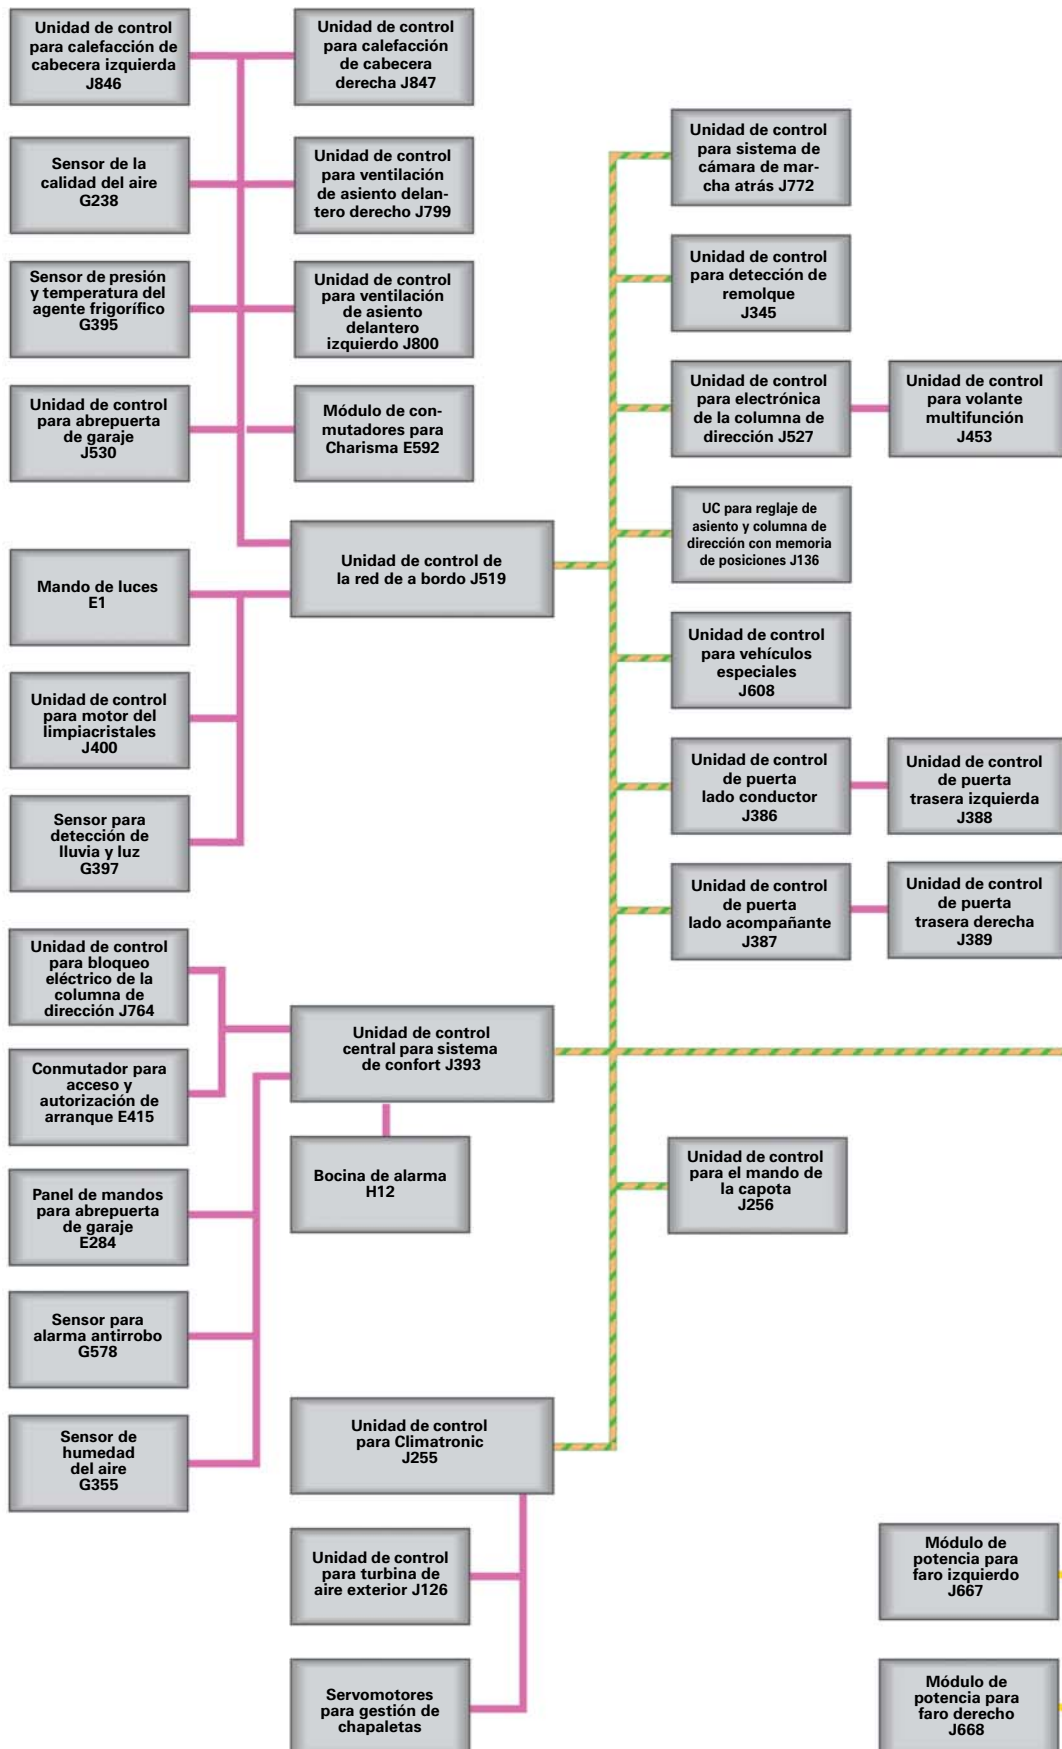 Unidad de control
para calefacción de
cabecera izquierda
J846
Unidad de control
para calefacción
de cabecera
derecha J847
Sensor de la
calidad del aire
G238
Unidad de control
para ventilación
de asiento delan-
tero derecho J799
Sensor de presión
y temperatura del
agente frigorífico
G395
Unidad de control
para ventilación
de asiento
delantero
izquierdo J800
Unidad de control
para abrepuerta
de garaje
J530
Módulo de con-
mutadores para
Charisma E592
Unidad de control de
la red de a bordo J519
Mando de luces
E1
Unidad de control
para motor del
limpiacristales
J400
Sensor para
detección de
lluvia y luz
G397
Unidad de control
para bloqueo
eléctrico de la
columna de
dirección J764
Conmutador para
acceso y
autorización de
arranque E415
Unidad de control
central para sistema
de confort J393
Bocina de alarma
H12
Panel de mandos
para abrepuerta
de garaje
E284
Sensor para
alarma antirrobo
G578
Sensor de
humedad
del aire
G355
Unidad de control
para Climatronic
J255
Unidad de control
para turbina de
aire exterior J126
Servomotores
para gestión de
chapaletas
Unidad de control
para sistema de
cámara de mar-
cha atrás J772
Unidad de control
para detección de
remolque
J345
Unidad de control
para electrónica
de la columna de
dirección J527
Unidad de control
para volante
multifunción
J453
UC para reglaje de
asiento y columna de
dirección con memoria
de posiciones J136
Unidad de control
para vehículos
especiales
J608
Unidad de control
de puerta
lado conductor
J386
Unidad de control
de puerta
trasera izquierda
J388
Unidad de control
de puerta
lado acompañante
J387
Unidad de control
de puerta
trasera derecha
J389
Unidad de control
para el mando de
la capota
J256
Módulo de
potencia para
faro izquierdo
J667
Módulo de
potencia para
faro derecho
J668